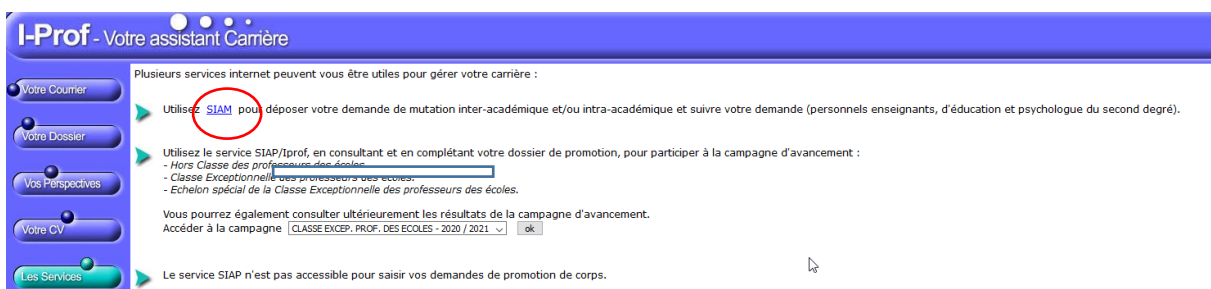 I-Prof - Votre assistant Carrière
Plusieurs services internet peuvent vous être utiles pour gérer votre carrière :
Votre Courrier
Utilisez SIAM pour déposer votre demande de mutation inter-académique et/ou intra-académique et suivre votre demande (personnels enseignants, d'éducation et psychologue du second degré).
Votre Dossier
Utilisez le service SIAP/Iprof, en consultant et en complétant votre dossier de promotion, pour participer à la campagne d'avancement :
- Hors Classe des professeurs des écoles.
Vos Perspectives
- Classe Exceptionnelle des professeurs des écoles.
- Echelon spécial de la Classe Exceptionnelle des professeurs des écoles.
Vous pourrez également consulter ultérieurement les résultats de la campagne d'avancement.
Votre CV
Accéder à la campagne CLASSE EXCEP. PROF. DES ECOLES - 2020 / 2021 ok
Les Services
Le service SIAP n'est pas accessible pour saisir vos demandes de promotion de corps.